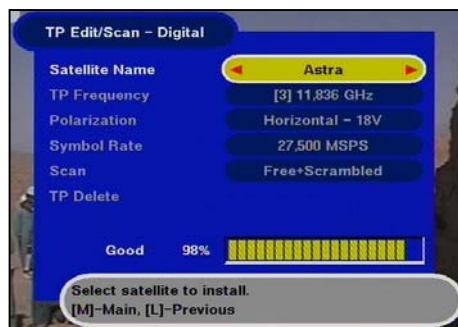 TP Edit/Scan - Digital
Satellite Name Astra
TP Frequency [3] 11,836 GHz
Polarization Horizontal - 18V
Symbol Rate 27,500 MSPS
Scan Free+Scrambled
TP Delete
Good 98%
Select satellite to install.
[M]-Main, [L]-Previous